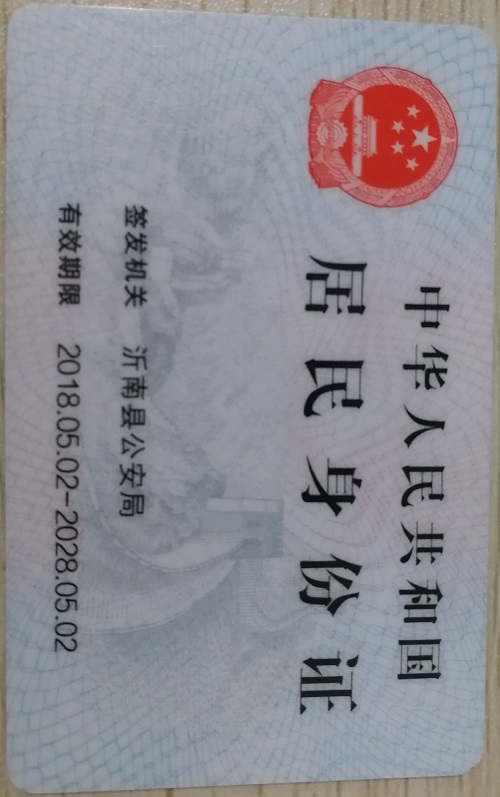 中华人民共和国
居民身份证
签发机关 沂南县公安局
有效期限 2018.05.02-2028.05.02